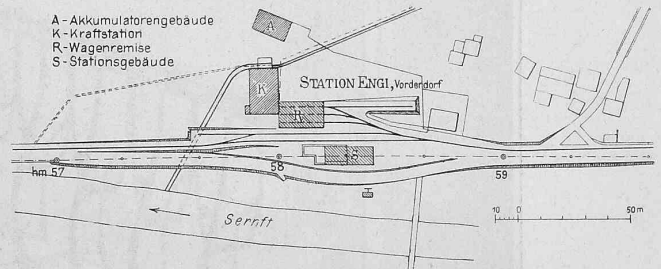 A - Akkumulatorengebäude
K - Kraftstation
R - Wagenremise
S - Stationsgebäude
A
STATION ENGI, Vorderdorf
K
R
S
hm 57
58
59
Sernft
10 0 50 m